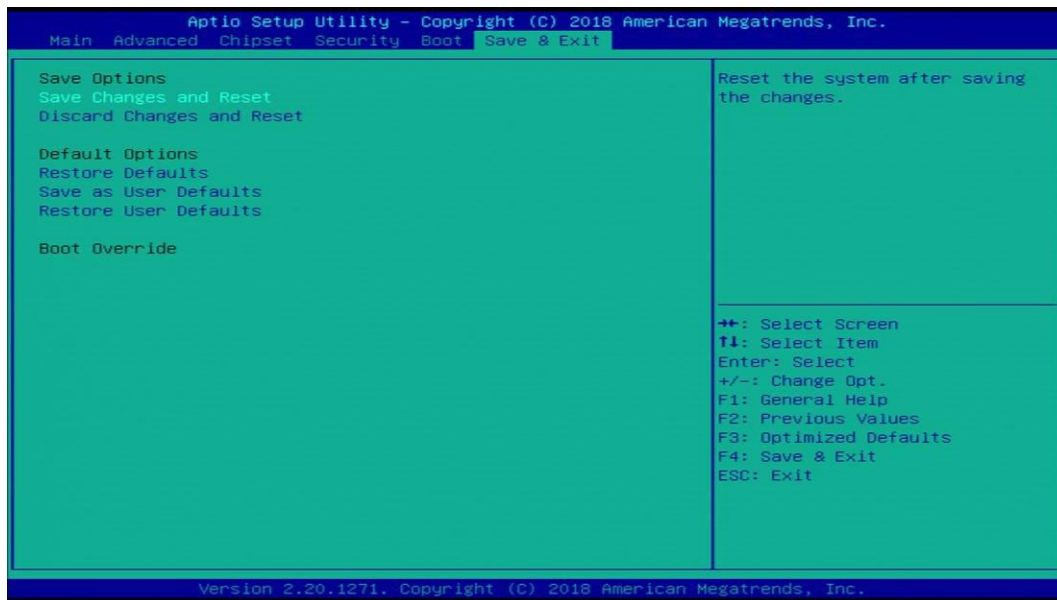 Aptio Setup Utility – Copyright (C) 2018 American Megatrends, Inc.
Main Advanced Chipset Security Boot Save & Exit
Save Options
Save Changes and Reset
Discard Changes and Reset
Default Options
Restore Defaults
Save as User Defaults
Restore User Defaults
Boot Override
Reset the system after saving
the changes.
→←: Select Screen
↑↓: Select Item
Enter: Select
+/-: Change Opt.
F1: General Help
F2: Previous Values
F3: Optimized Defaults
F4: Save & Exit
ESC: Exit
Version 2.20.1271. Copyright (C) 2018 American Megatrends, Inc.